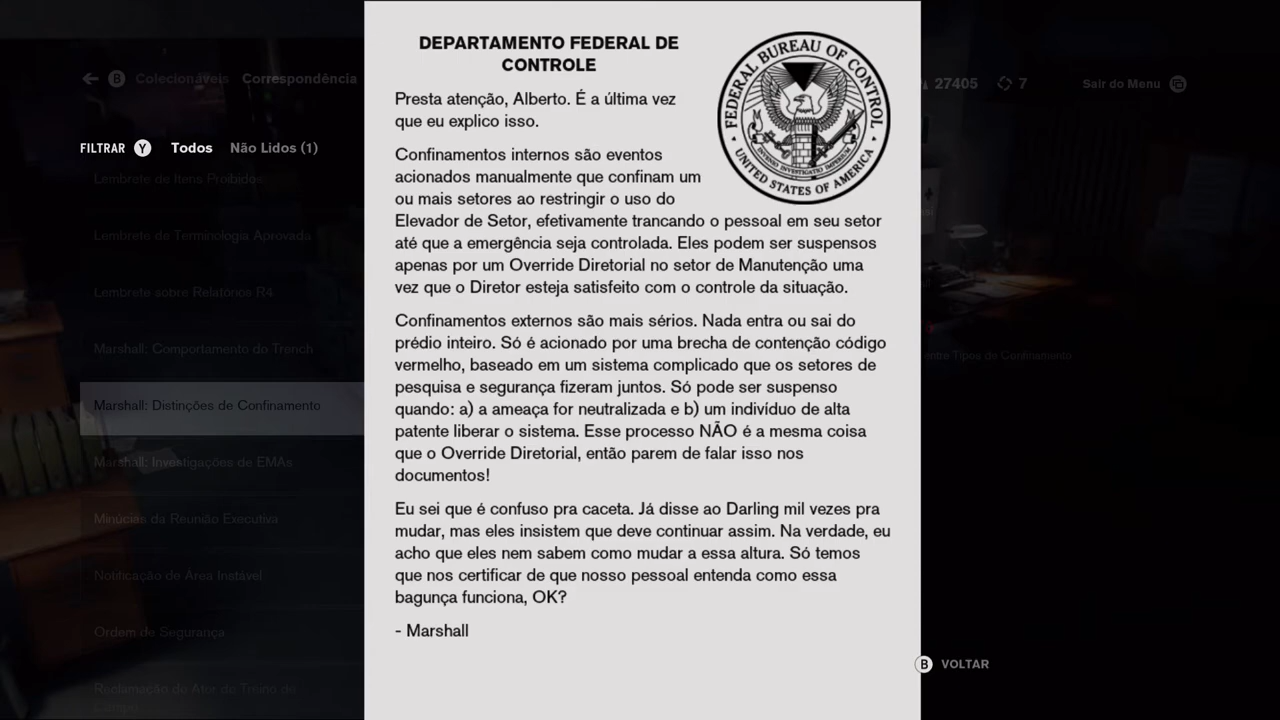 DEPARTAMENTO FEDERAL DE
CONTROLE
FEDERAL BUREAU OF CONTROL
UNITED STATES OF AMERICA
Presta atenção, Alberto. É a última vez
que eu explico isso.
Confinamentos internos são eventos
acionados manualmente que confinam um
ou mais setores ao restringir o uso do
Elevador de Setor, efetivamente trancando o pessoal em seu setor
até que a emergência seja controlada. Eles podem ser suspensos
apenas por um Override Diretorial no setor de Manutenção uma
vez que o Diretor esteja satisfeito com o controle da situação.
Confinamentos externos são mais sérios. Nada entra ou sai do
prédio inteiro. Só é acionado por uma brecha de contenção código
vermelho, baseado em um sistema complicado que os setores de
pesquisa e segurança fizeram juntos. Só pode ser suspenso
quando: a) a ameaça for neutralizada e b) um indivíduo de alta
patente liberar o sistema. Esse processo NÃO é a mesma coisa
que o Override Diretorial, então parem de falar isso nos
documentos!
Eu sei que é confuso pra caceta. Já disse ao Darling mil vezes pra
mudar, mas eles insistem que deve continuar assim. Na verdade, eu
acho que eles nem sabem como mudar a essa altura. Só temos
que nos certificar de que nosso pessoal entenda como essa
bagunça funciona, OK?
- Marshall
B Colecionáveis Correspondência
FILTRAR Y Todos Não Lidos (1)
Lembrete de Itens Proibidos
Lembrete de Terminologia Aprovada
Lembrete sobre Relatórios R4
Marshall: Comportamento do Trench
Marshall: Distinções de Confinamento
Marshall: Investigações de EMAs
Minúcias da Reunião Executiva
Notificação de Área Instável
Ordem de Segurança
Reclamação do Ator do Treino de
Campo
27405 7 Sair do Menu
entre Tipos de Confinamento
B VOLTAR